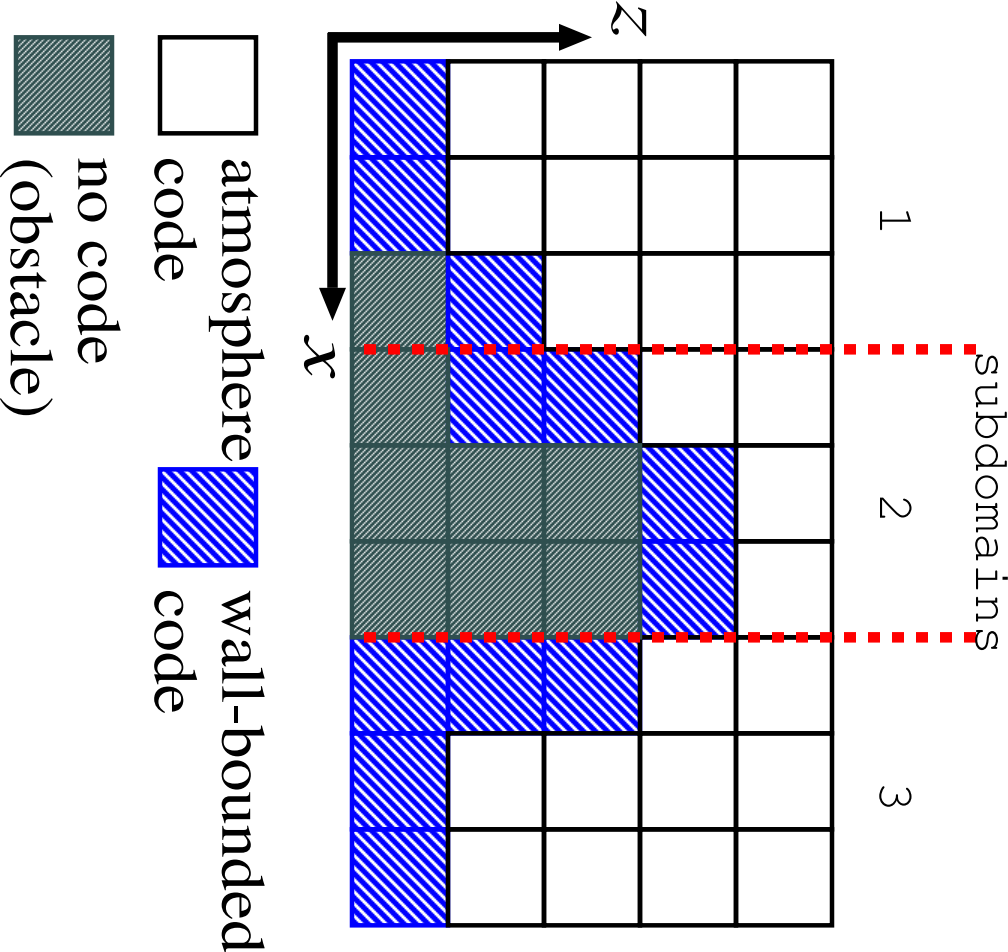 subdomains
1 2 3
z
x
atmosphere
code
wall-bounded
code
no code
(obstacle)